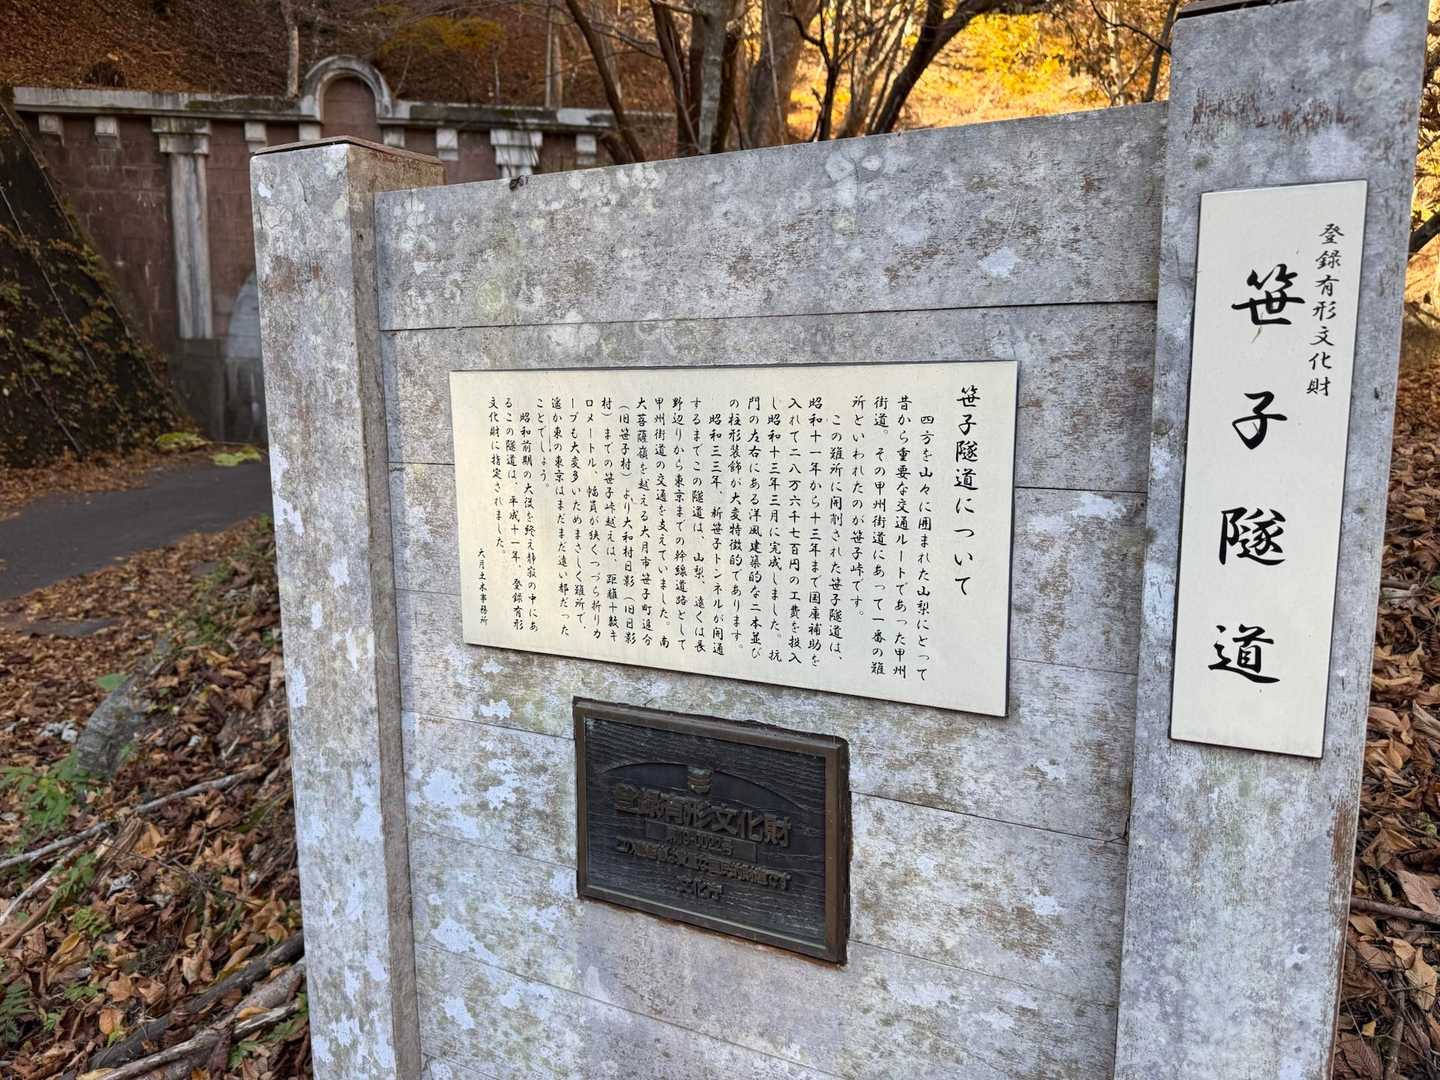 登録有形文化財
笹子隧道
笹子隧道について
四方を山々に囲まれた山梨にとって
昔から重要な交通ルートであった甲州
街道。その甲州街道にあって一番の難
所といわれたのが笹子峠です。
この難所に開削された笹子隧道は、
昭和十一年から十三年まで国庫補助を
入れて二八万六千七百円の工費を投入
し昭和十三年三月に完成しました。抗
門の左右にある洋風建築的な二本並び
の柱形装飾が大変特徴的であります。
昭和三三年、新笹子トンネルが開通
するまでこの隧道は、山梨、遠くは長
野辺りから東京までの幹線道路として
甲州街道の交通を支えていました。南
大菩薩嶺を越える大月市笹子町追分
(旧笹子村)より大和村日影(旧日影
村)までの笹子峠越えは、距離十数キ
ロメートル、幅員が狭くつづら折りカ
ーブも大変多いためまさしく難所で、
遥か東の東京はまだまだ遠い都だった
ことでしょう。
昭和前期の大役を終え静寂の中にあ
るこの隧道は、平成十一年、登録有形
文化財に指定されました。
大月土木事務所
登録有形文化財
文化庁